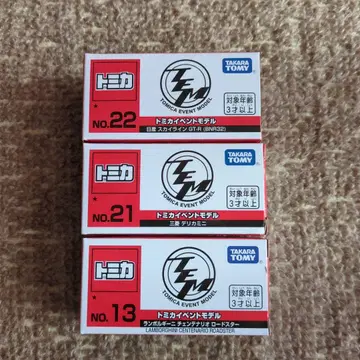 トミカ
NO.22
TEM
TOMICA EVENT MODEL
TAKARA TOMY
対象年齢
3才以上
トミカイベントモデル
日産 スカイライン GT-R (BNR32)
トミカ
NO.21
TEM
TOMICA EVENT MODEL
TAKARA TOMY
対象年齢
3才以上
トミカイベントモデル
三菱 デリカミニ
トミカ
NO.13
TEM
TOMICA EVENT MODEL
TAKARA TOMY
対象年齢
3才以上
トミカイベントモデル
ランボルギーニ チェンテナリオ ロードスター
LAMBORGHINI CENTENARIO ROADSTER